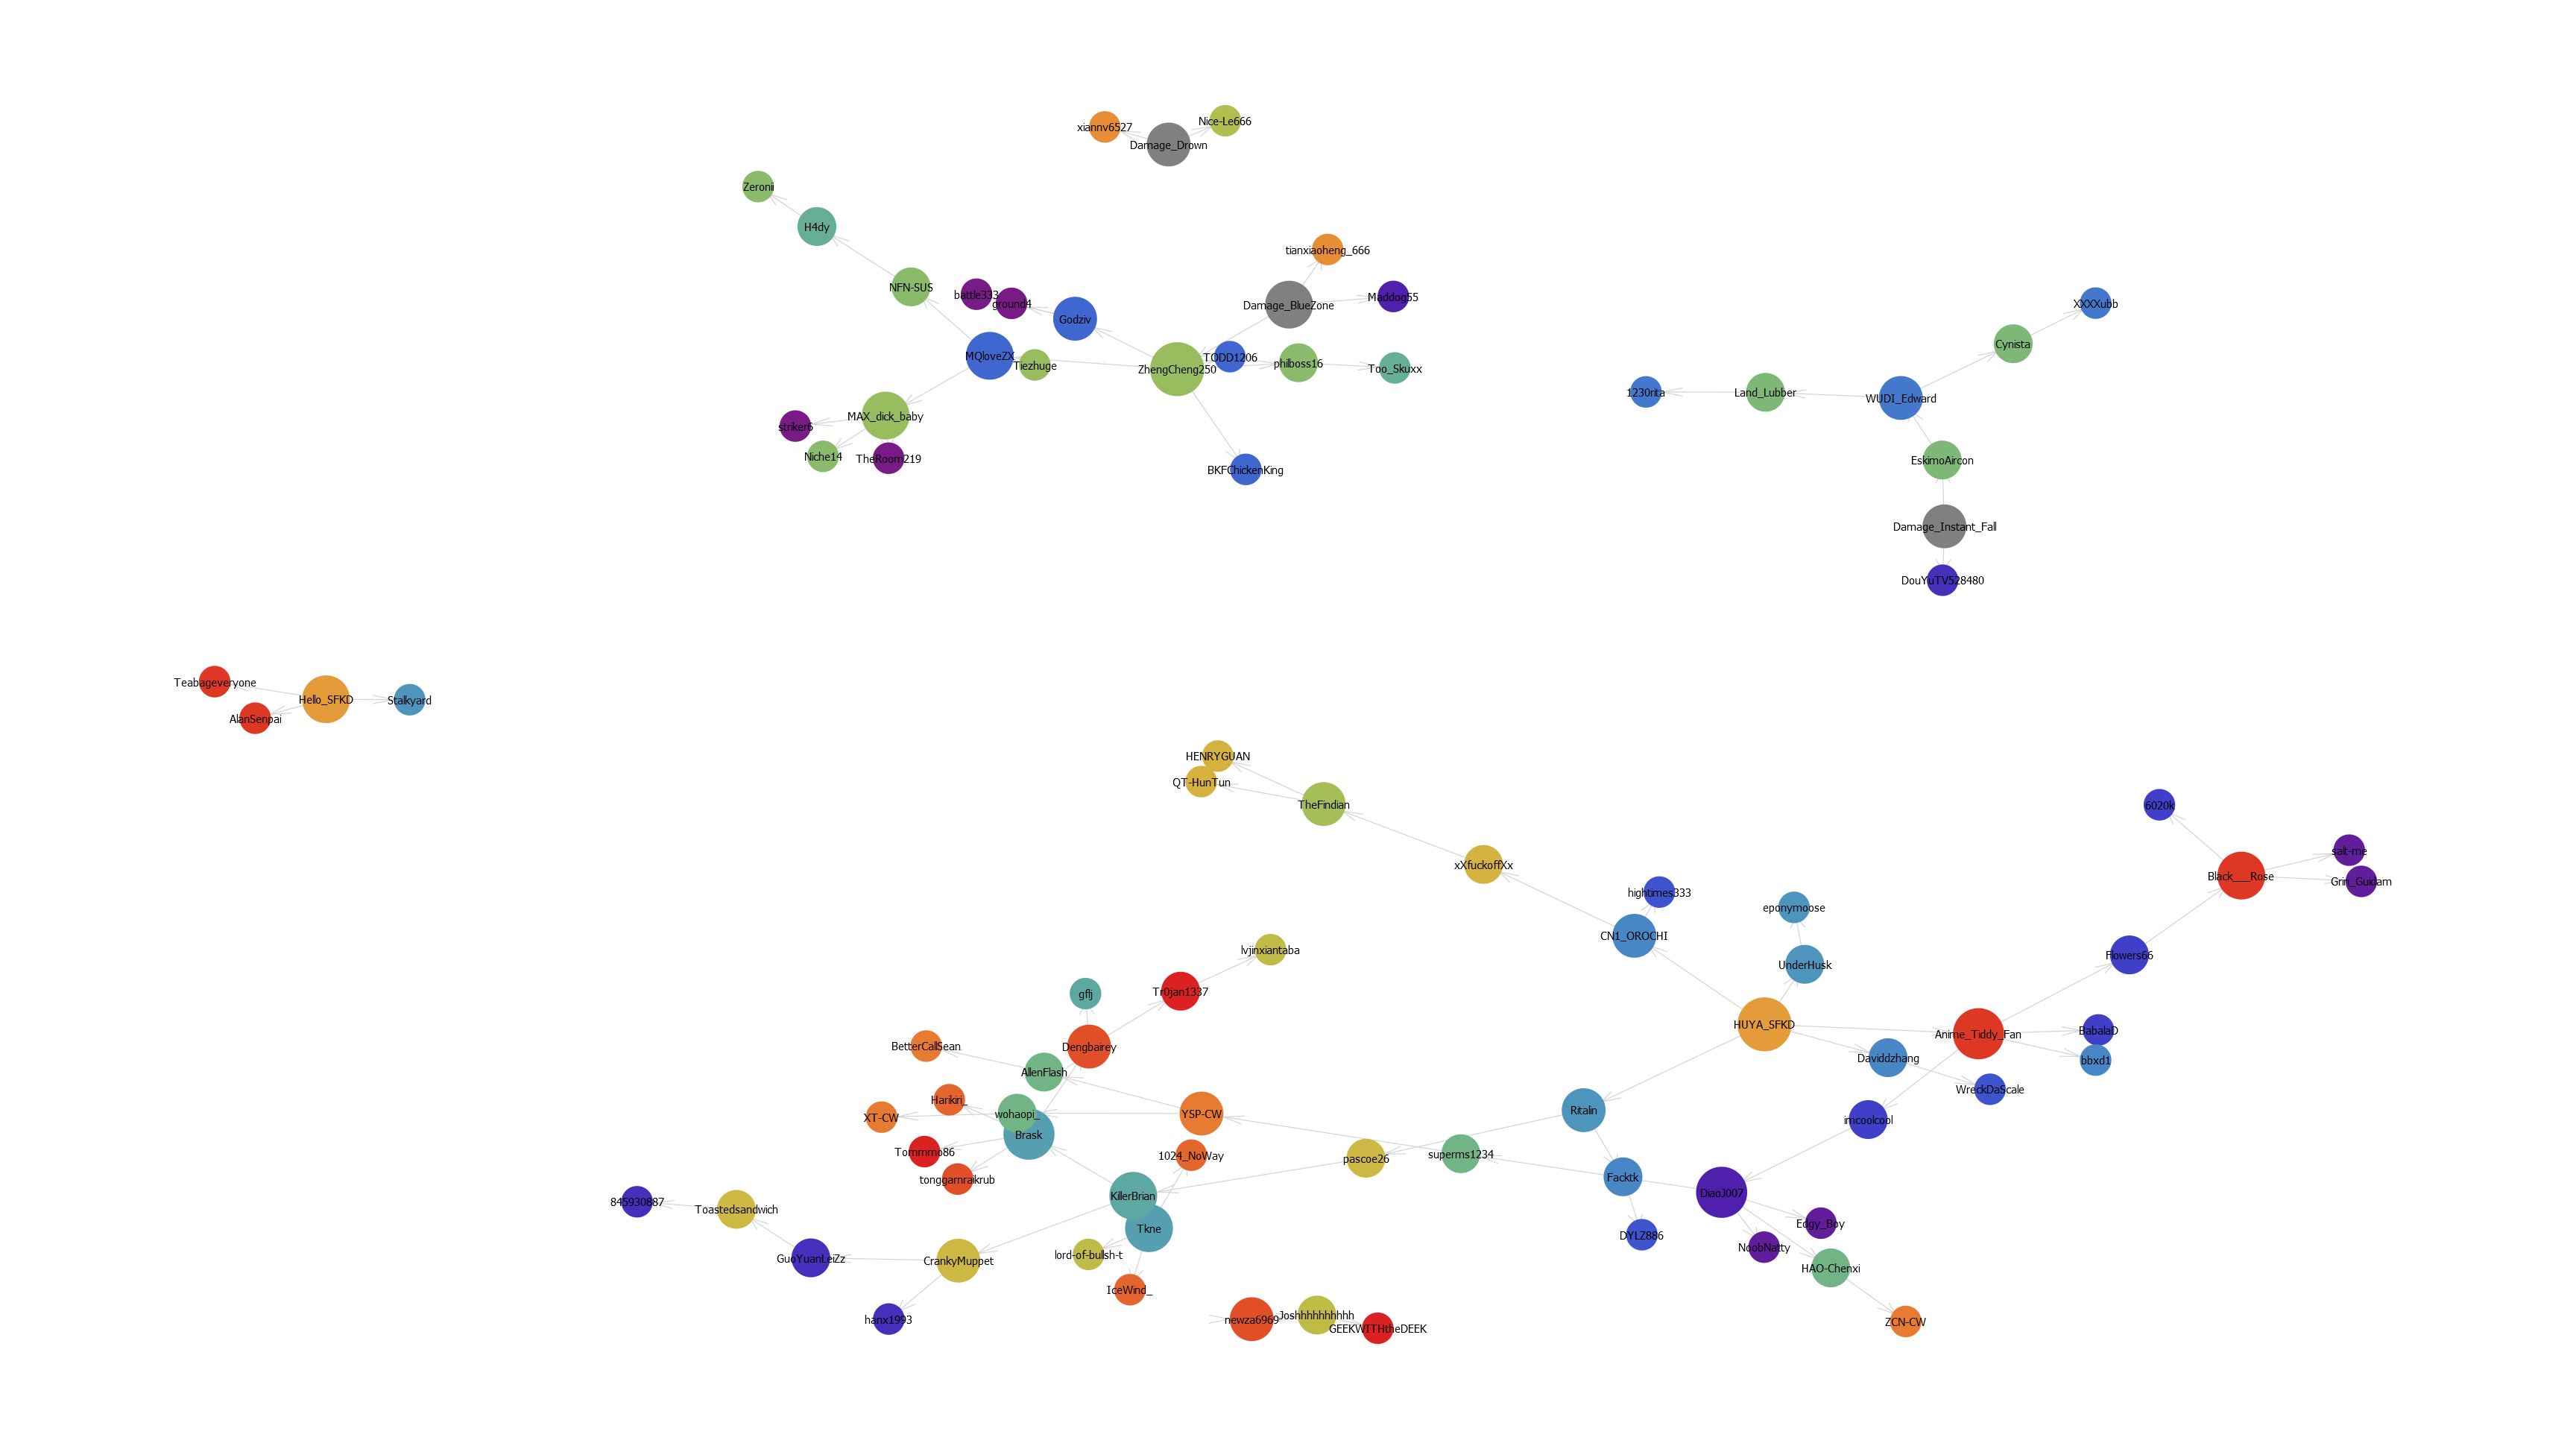 xiannv6527
Nice-Le666
Damage_Drown
Zeronii
H4dy
tianxiaoheng_666
NFN-SUS
battle333
ground4
Godziv
Damage_BlueZone
Maddog55
XXXXubb
MQloveZX
Tiezhuge
ZhengCheng250
TODD1206
philboss16
Too_Skuxx
Cynista
1230rita
Land_Lubber
WUDI_Edward
MAX_dick_baby
striker6
Niche14
TheRoom219
BKFChickenKing
EskimoAircon
Damage_Instant_Fall
DouYuTV528480
Teabageveryone
Hello_SFKD
Stalkyard
AlanSenpai
HENRYGUAN
QT-HunTun
TheFindian
6020k
xXfuckoffXx
salt-me
Black___Rose
Grin_Guidam
hightimes333
eponymoose
CN1_OROCHI
lvjinxiantaba
Flowers66
UnderHusk
Tr0jan1337
gflj
HUYA_SFKD
Anime_Tiddy_Fan
BabalaD
BetterCallSean
Dengbairey
Daviddzhang
bbxd1
AllenFlash
WreckDaScale
Harikiri_
XT-CW
wohaopi_
YSP-CW
Ritalin
imcoolcool
Brask
Tommmo86
1024_NoWay
pascoe26
superms1234
tonggarnraikrub
Facktk
845930887
Toastedsandwich
KillerBrian
DiaoJ007
Tkne
Edgy_Boy
DYLZ886
NoobNatty
GuoYuanLeiZz
CrankyMuppet
lord-of-bullsh-t
HAO-Chenxi
IceWind_
hanx1993
newza6969
Joshhhhhhhhhh
GEEKWITHtheDEEK
ZCN-CW